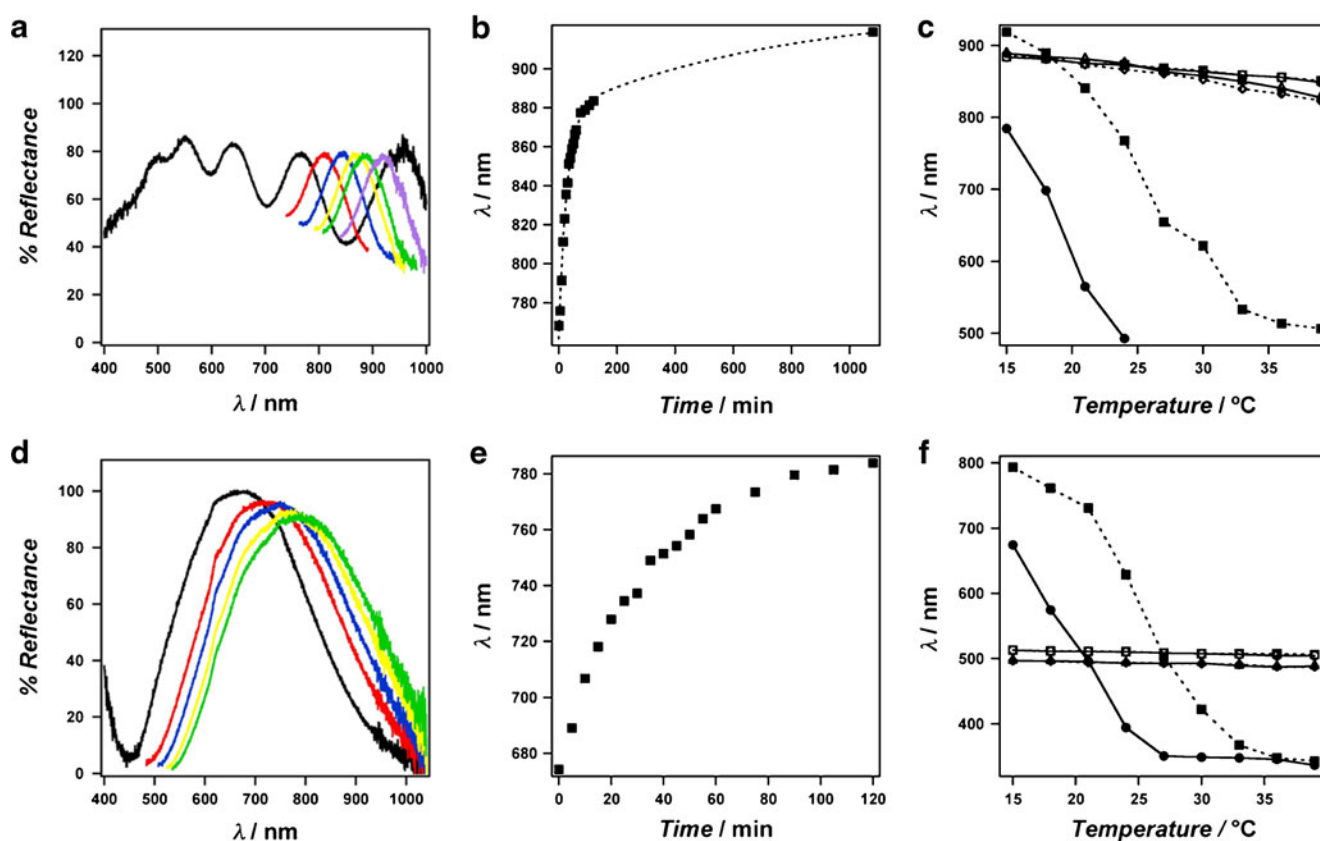 a
120
100
80
60
40
20
0
% Reflectance
400 500 600 700 800 900 1000
λ / nm
b
900
880
860
840
820
800
780
λ / nm
0 200 400 600 800 1000
Time / min
c
900
800
700
600
500
λ / nm
15 20 25 30 35
Temperature / °C
d
100
80
60
40
20
0
% Reflectance
400 500 600 700 800 900 1000
λ / nm
e
780
760
740
720
700
680
λ / nm
0 20 40 60 80 100 120
Time / min
f
800
700
600
500
400
λ / nm
15 20 25 30 35
Temperature / °C